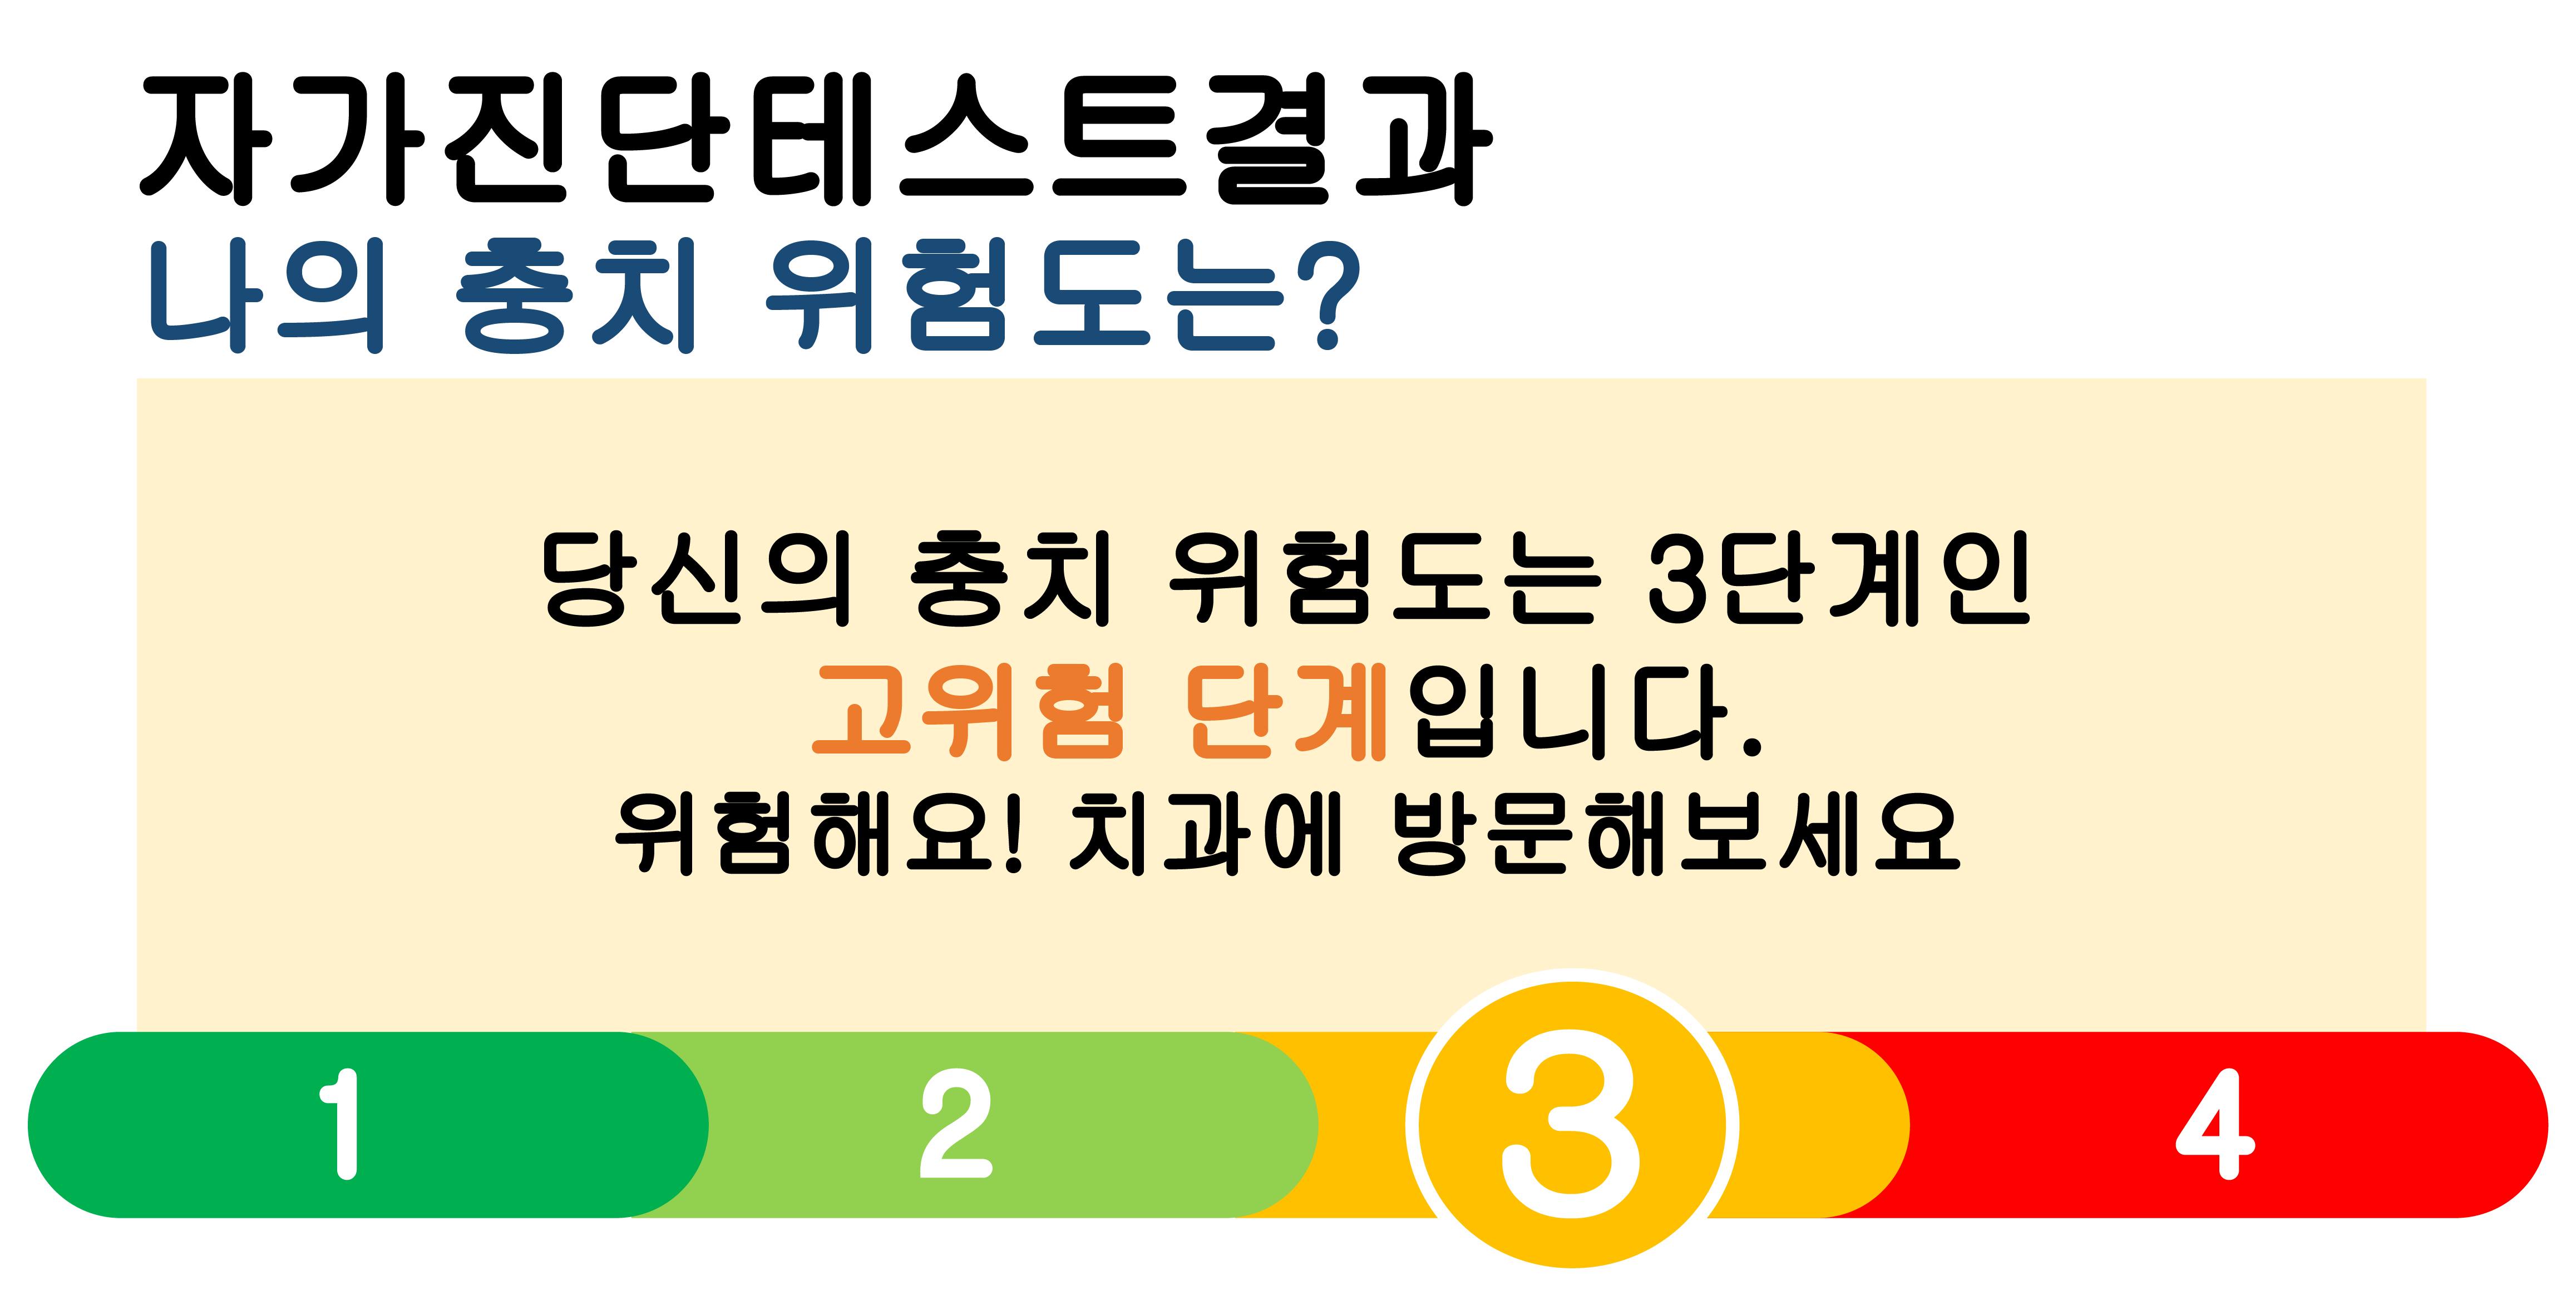 자가진단테스트결과
나의 충치 위험도는?
당신의 충치 위험도는 3단계인
고위험 단계입니다.
위험해요! 치과에 방문해보세요
1 2 3 4